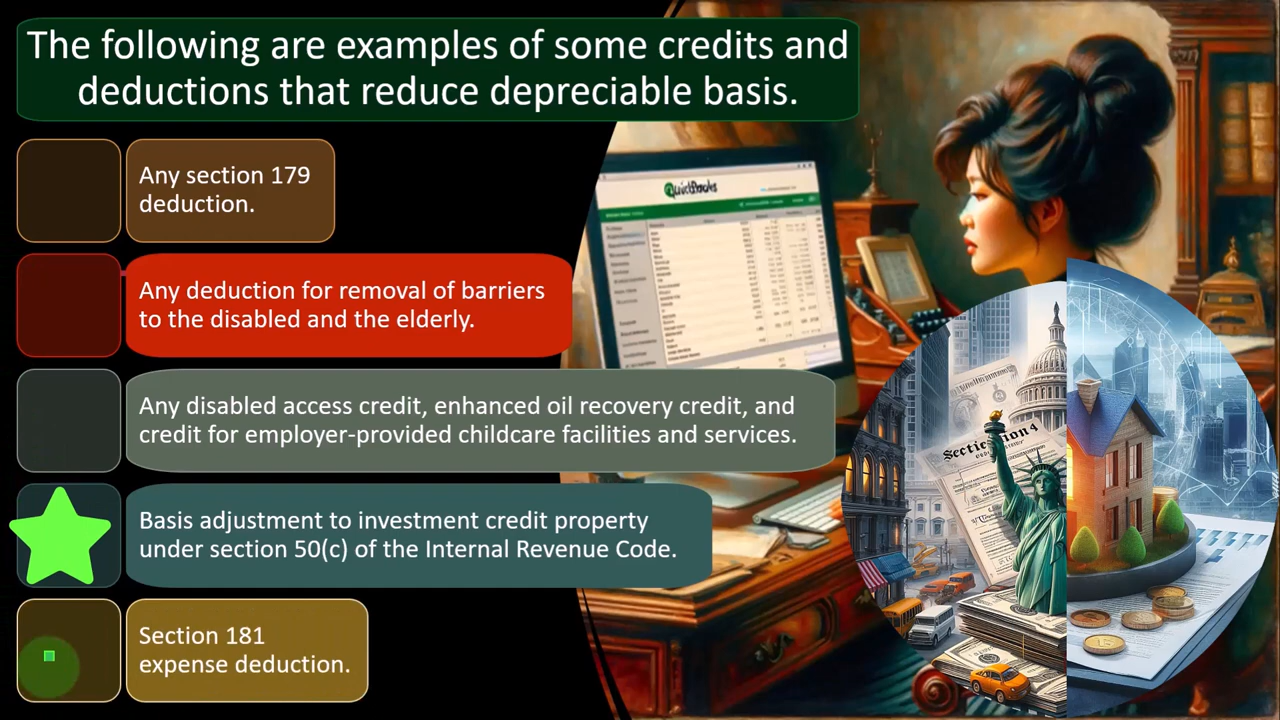 The following are examples of some credits and
deductions that reduce depreciable basis.
Any section 179
deduction.
Any deduction for removal of barriers
to the disabled and the elderly.
Any disabled access credit, enhanced oil recovery credit, and
credit for employer-provided childcare facilities and services.
Basis adjustment to investment credit property
under section 50(c) of the Internal Revenue Code.
Section 181
expense deduction.
QuickBooks